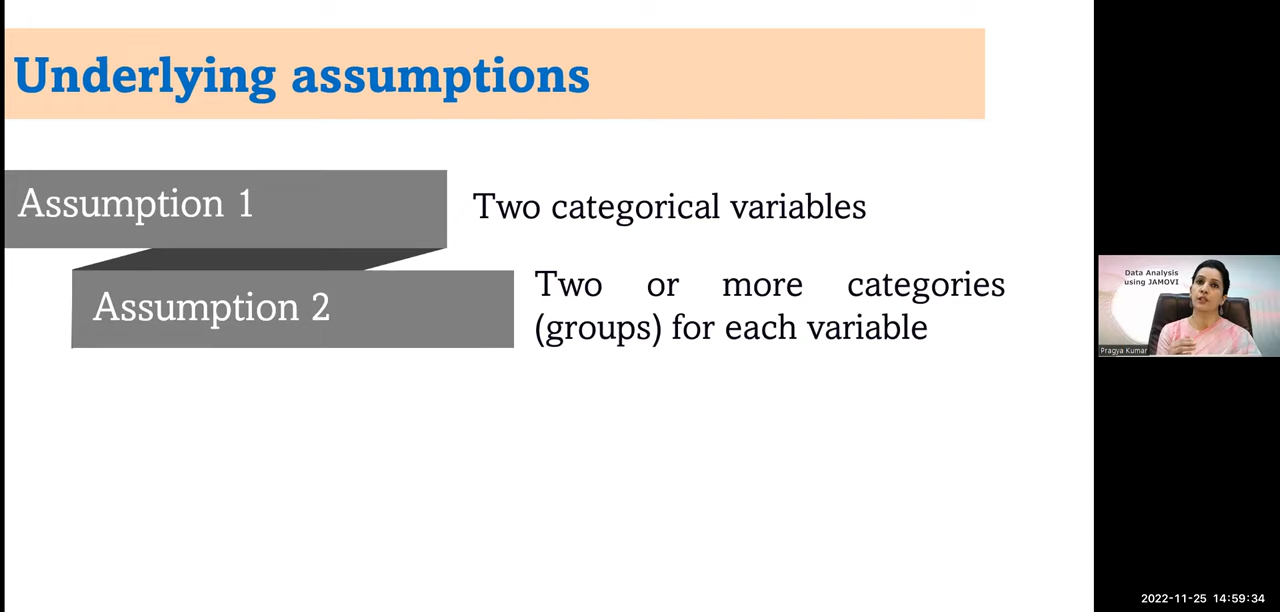 Underlying assumptions
Assumption 1
Two categorical variables
Assumption 2
Two or more categories
(groups) for each variable
Data Analysis
using JAMOVI
Pragya Kumar
2022-11-25 14:59:34